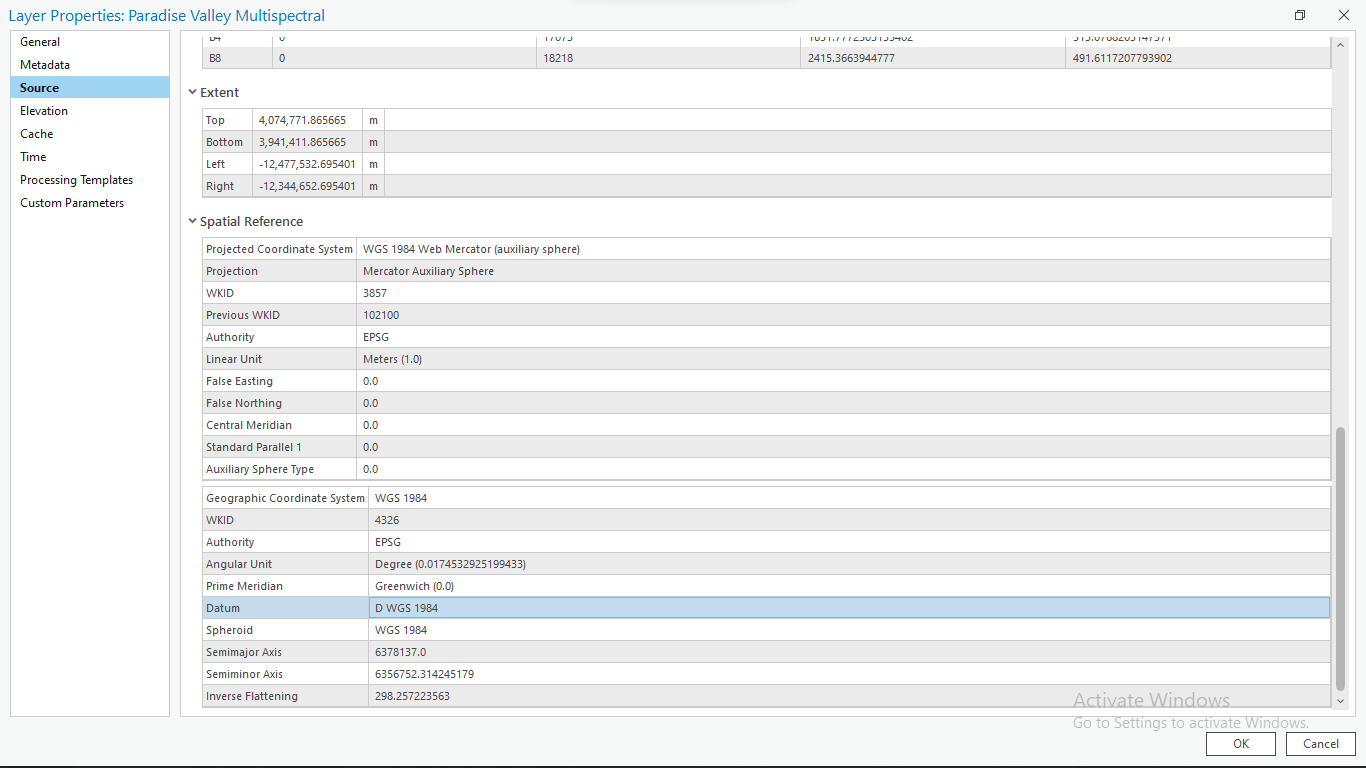 Layer Properties: Paradise Valley Multispectral
General
Metadata
Source
Elevation
Cache
Time
Processing Templates
Custom Parameters
B4 0 17075
B8 0 18218 2415.3663944777 491.6117207793902
Extent
Top 4,074,771.865665 m
Bottom 3,941,411.865665 m
Left -12,477,532.695401 m
Right -12,344,652.695401 m
Spatial Reference
Projected Coordinate System WGS 1984 Web Mercator (auxiliary sphere)
Projection Mercator Auxiliary Sphere
WKID 3857
Previous WKID 102100
Authority EPSG
Linear Unit Meters (1.0)
False Easting 0.0
False Northing 0.0
Central Meridian 0.0
Standard Parallel 1 0.0
Auxiliary Sphere Type 0.0
Geographic Coordinate System WGS 1984
WKID 4326
Authority EPSG
Angular Unit Degree (0.0174532925199433)
Prime Meridian Greenwich (0.0)
Datum D WGS 1984
Spheroid WGS 1984
Semimajor Axis 6378137.0
Semiminor Axis 6356752.314245179
Inverse Flattening 298.257223563
Activate Windows
Go to Settings to activate Windows.
OK Cancel